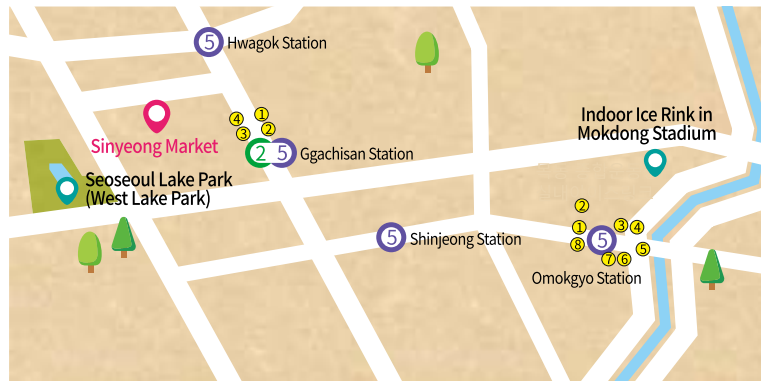 5 Hwagok Station
Sinyeong Market
④ ①
③ ②
2 5 Ggachisan Station
Seoseoul Lake Park
(West Lake Park)
Indoor Ice Rink in
Mokdong Stadium
5 Shinjeong Station
②
① ③ ④
⑧ 5 ⑤
⑦ ⑥
Omokgyo Station